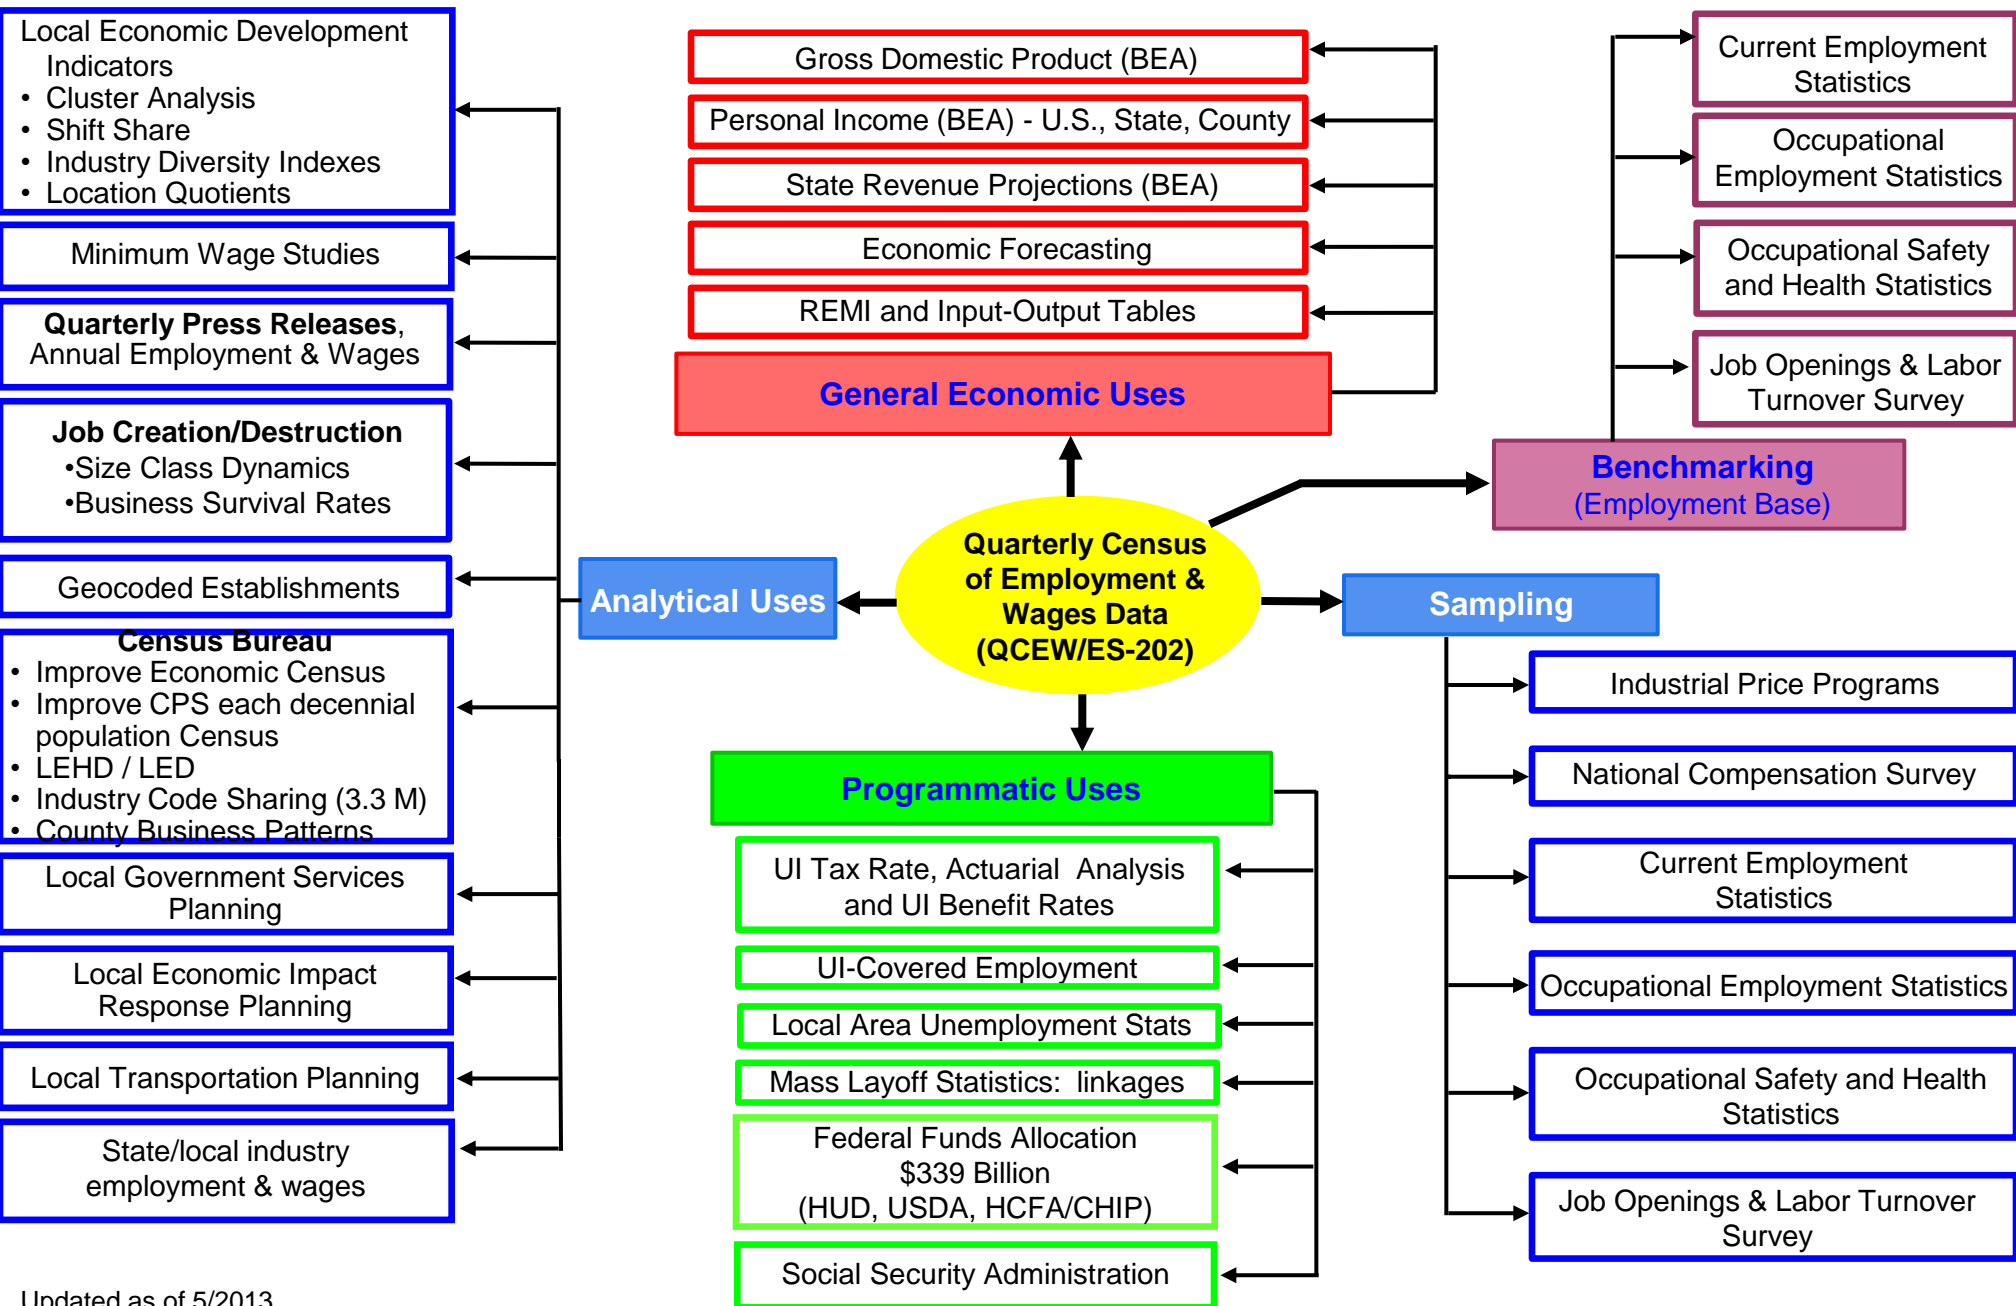 Local Economic Development
Indicators
• Cluster Analysis
• Shift Share
• Industry Diversity Indexes
• Location Quotients
Minimum Wage Studies
Quarterly Press Releases,
Annual Employment & Wages
Job Creation/Destruction
•Size Class Dynamics
•Business Survival Rates
Geocoded Establishments
Census Bureau
• Improve Economic Census
• Improve CPS each decennial
population Census
• LEHD / LED
• Industry Code Sharing (3.3 M)
• County Business Patterns
Local Government Services
Planning
Local Economic Impact
Response Planning
Local Transportation Planning
State/local industry
employment & wages
Updated as of 5/2013
Analytical Uses
Gross Domestic Product (BEA)
Personal Income (BEA) - U.S., State, County
State Revenue Projections (BEA)
Economic Forecasting
REMI and Input-Output Tables
General Economic Uses
Quarterly Census
of Employment &
Wages Data
(QCEW/ES-202)
Programmatic Uses
UI Tax Rate, Actuarial  Analysis
and UI Benefit Rates
UI-Covered Employment
Local Area Unemployment Stats
Mass Layoff Statistics:  linkages
Federal Funds Allocation
$339 Billion
(HUD, USDA, HCFA/CHIP)
Social Security Administration
Current Employment
Statistics
Occupational
Employment Statistics
Occupational Safety
and Health Statistics
Job Openings & Labor
Turnover Survey
Benchmarking
(Employment Base)
Sampling
Industrial Price Programs
National Compensation Survey
Current Employment
Statistics
Occupational Employment Statistics
Occupational Safety and Health
Statistics
Job Openings & Labor Turnover
Survey